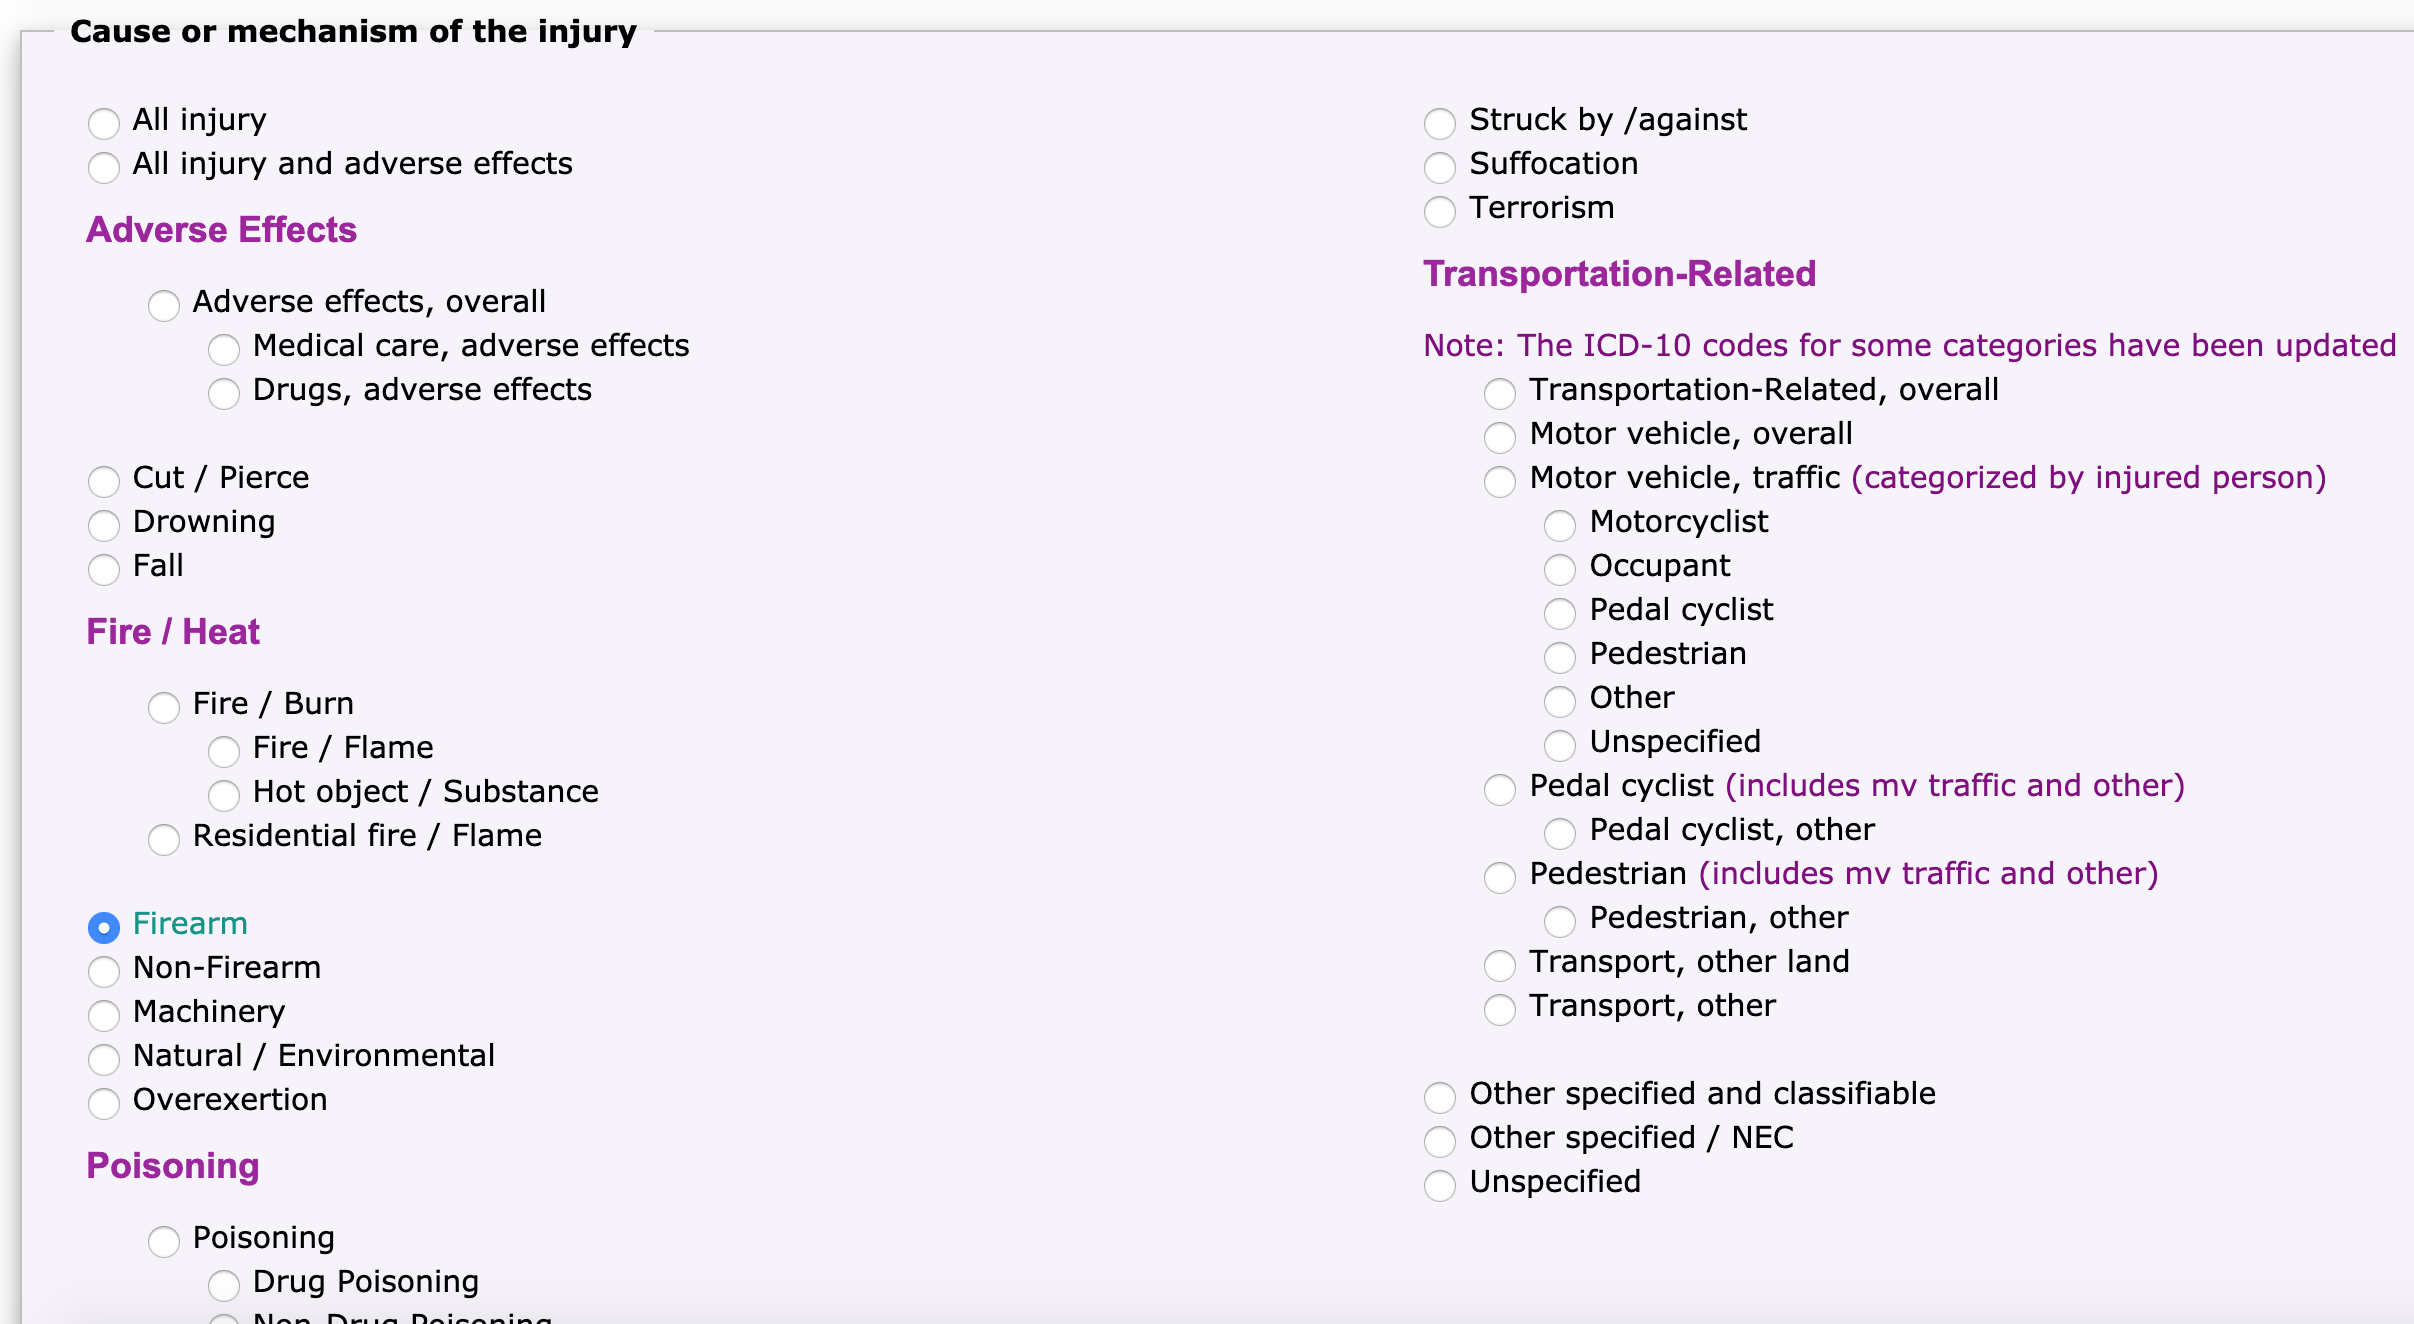 Cause or mechanism of the injury
All injury
All injury and adverse effects
Adverse Effects
Adverse effects, overall
Medical care, adverse effects
Drugs, adverse effects
Cut / Pierce
Drowning
Fall
Fire / Heat
Fire / Burn
Fire / Flame
Hot object / Substance
Residential fire / Flame
Firearm
Non-Firearm
Machinery
Natural / Environmental
Overexertion
Poisoning
Poisoning
Drug Poisoning
Non-Drug Poisoning
Struck by /against
Suffocation
Terrorism
Transportation-Related
Note: The ICD-10 codes for some categories have been updated
Transportation-Related, overall
Motor vehicle, overall
Motor vehicle, traffic (categorized by injured person)
Motorcyclist
Occupant
Pedal cyclist
Pedestrian
Other
Unspecified
Pedal cyclist (includes mv traffic and other)
Pedal cyclist, other
Pedestrian (includes mv traffic and other)
Pedestrian, other
Transport, other land
Transport, other
Other specified and classifiable
Other specified / NEC
Unspecified